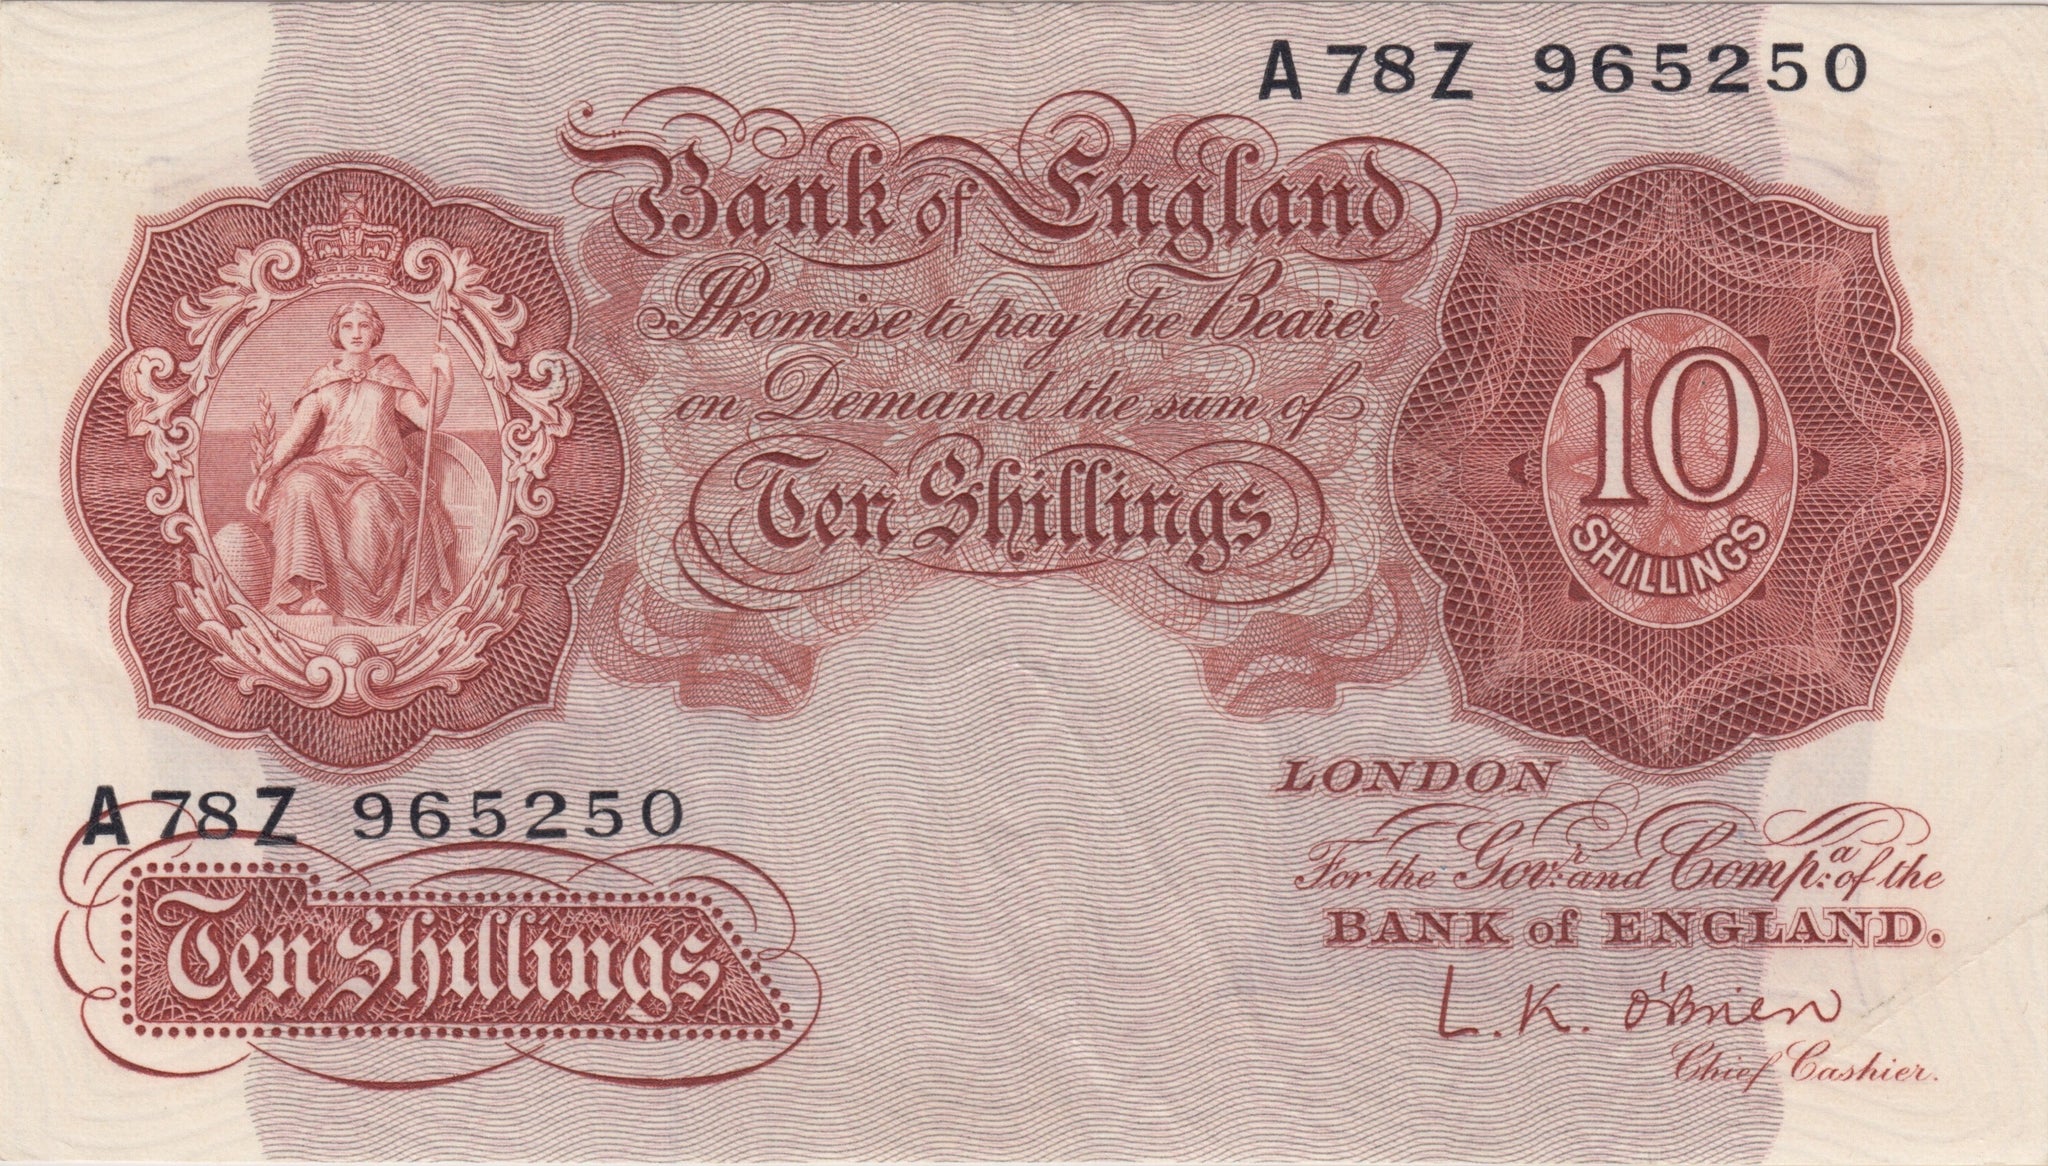 A78Z 965250
Bank of England
Promise to pay the Bearer
on Demand the sum of
Ten Shillings
10
SHILLINGS
A78Z 965250
Ten Shillings
LONDON
For the Govr: and Compa: of the
BANK of ENGLAND.
L.K. O'Brien
Chief Cashier.